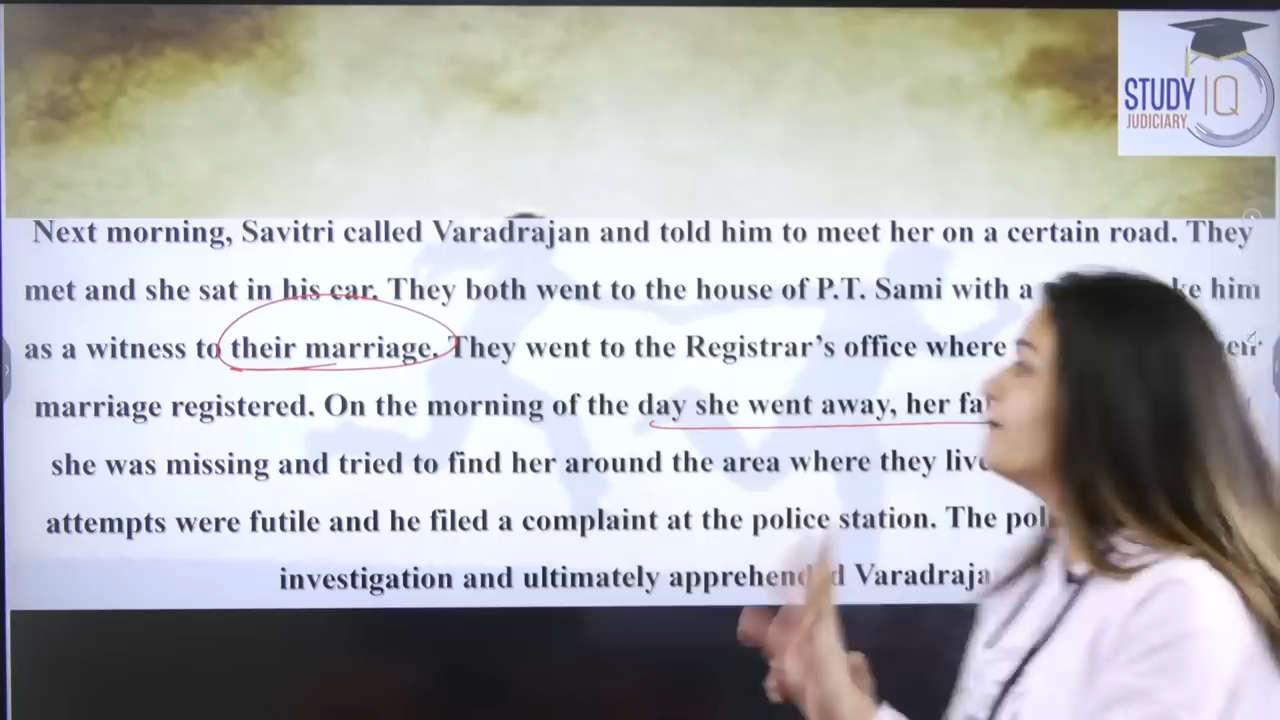 STUDY IQ
JUDICIARY
Next morning, Savitri called Varadrajan and told him to meet her on a certain road. They
met and she sat in his car. They both went to the house of P.T. Sami with a him
as a witness to their marriage. They went to the Registrar’s office where
marriage registered. On the morning of the day she went away, her
she was missing and tried to find her around the area where they
attempts were futile and he filed a complaint at the police station. The
investigation and ultimately apprehended